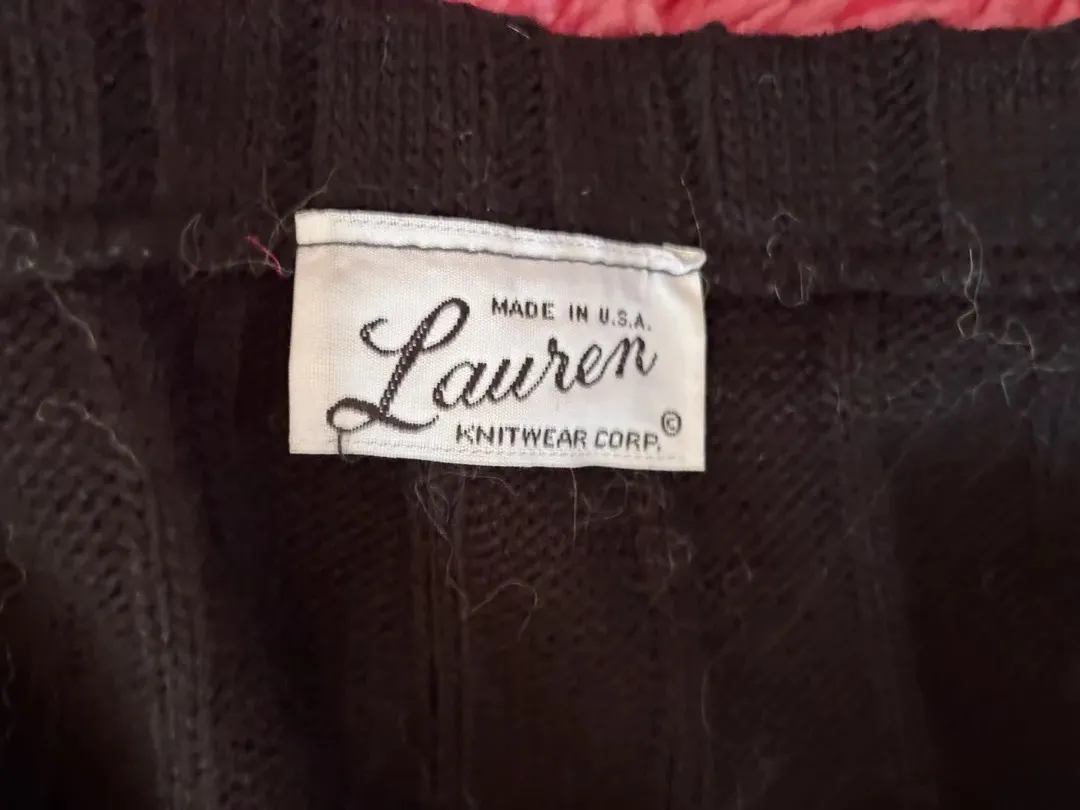 MADE IN U.S.A.
Lauren
KNITWEAR CORP. ©